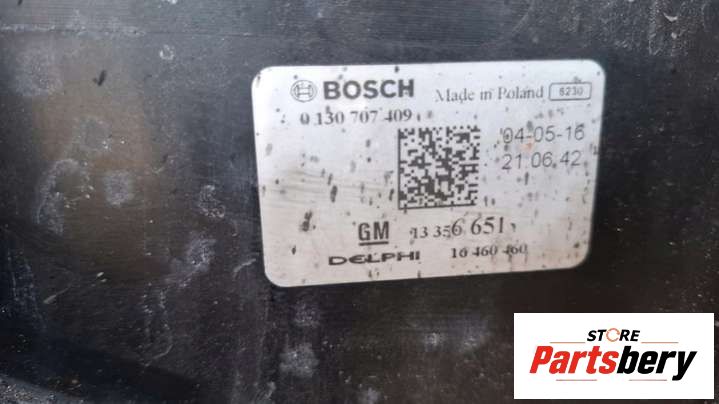 BOSCH Made in Poland 8230
0 130 707 409
04-05-16
21.06.42
GM 13 356 651
DELPHI 16 460 460
STORE
Partsbery